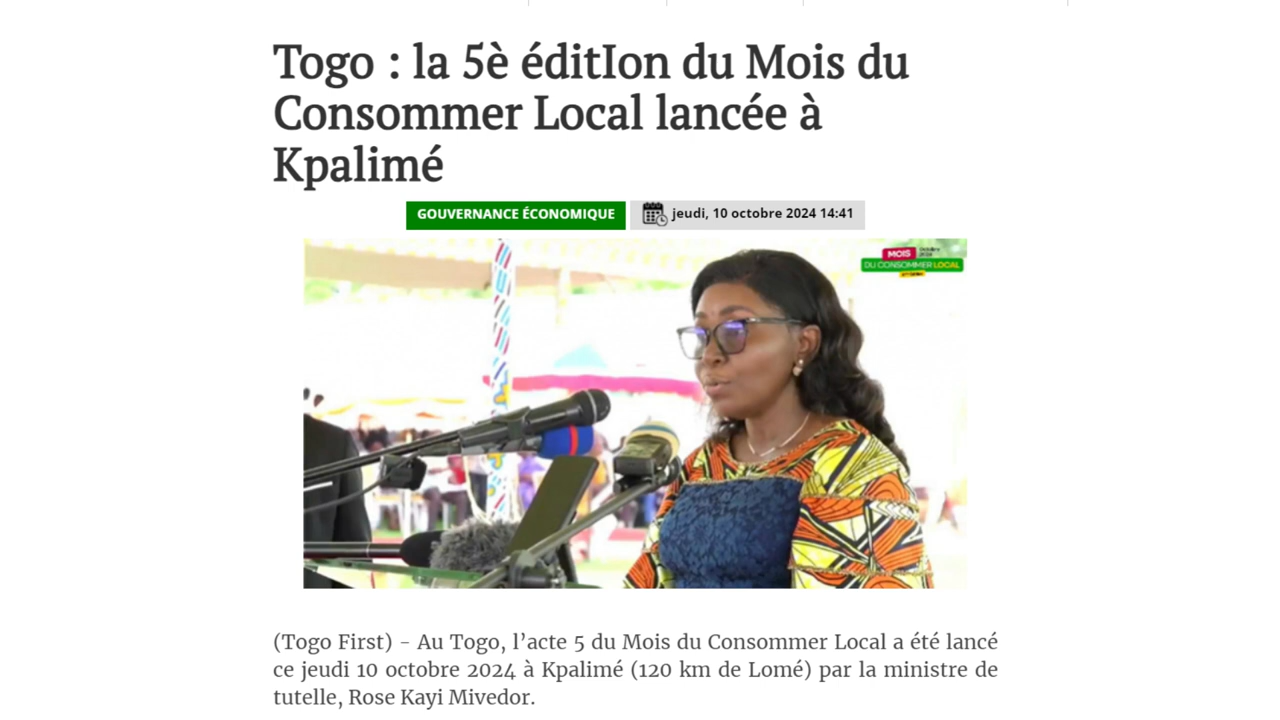 Togo : la 5è éditIon du Mois du
Consommer Local lancée à
Kpalimé
GOUVERNANCE ÉCONOMIQUE
jeudi, 10 octobre 2024 14:41
MOIS
DU CONSOMMER LOCAL
(Togo First) - Au Togo, l’acte 5 du Mois du Consommer Local a été lancé
ce jeudi 10 octobre 2024 à Kpalimé (120 km de Lomé) par la ministre de
tutelle, Rose Kayi Mivedor.